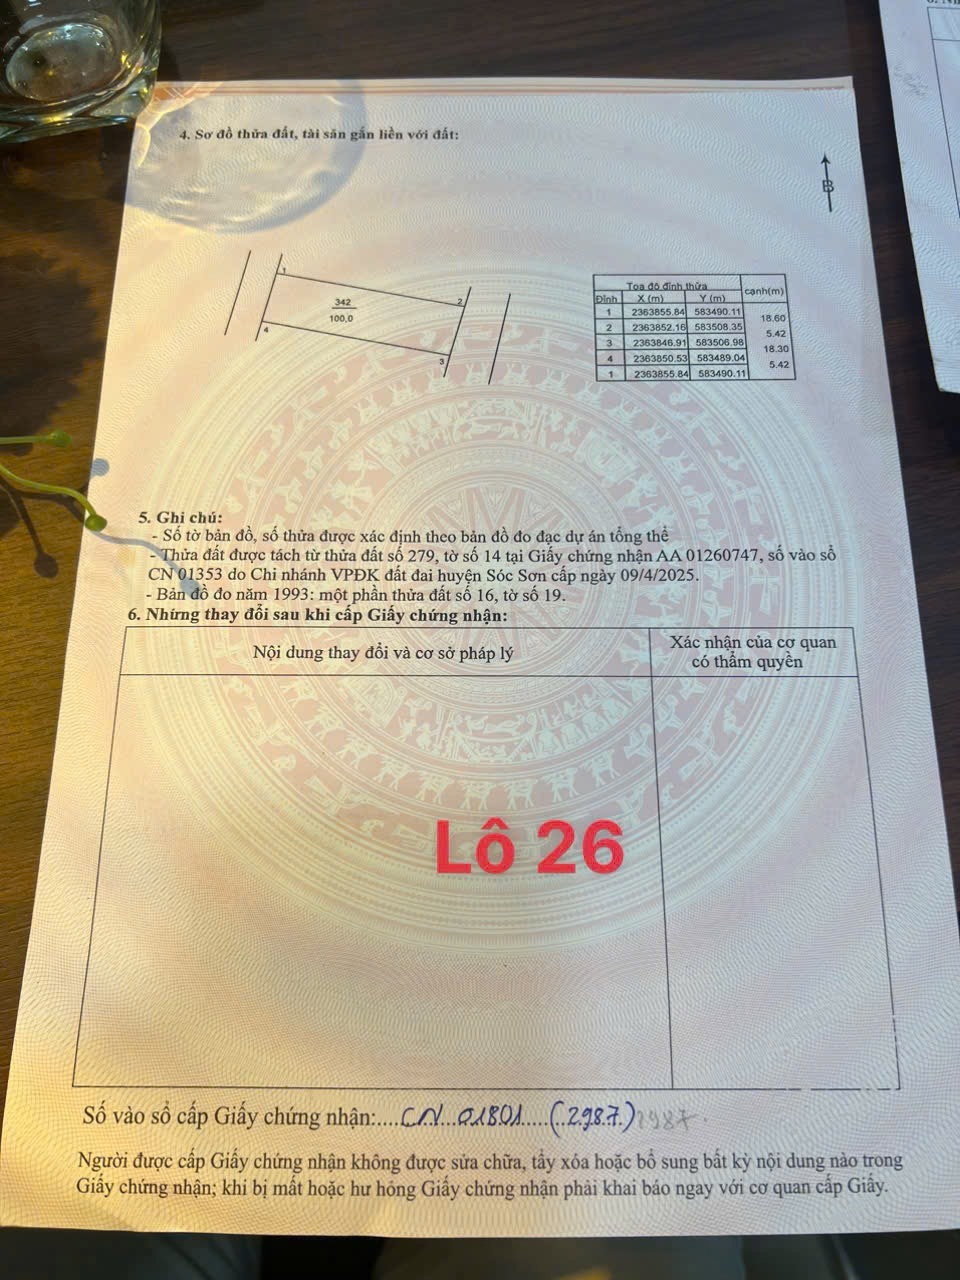 4. Sơ đồ thửa đất, tài sản gắn liền với đất:
B
1
2
342
100,0
4
3
Đỉnh Toạ độ đỉnh thửa cạnh(m)
X (m) Y (m)
1 2363855.84 583490.11
18.60
2 2363852.16 583508.35
5.42
3 2363846.91 583506.98
18.30
4 2363850.53 583489.04
5.42
1 2363855.84 583490.11
5. Ghi chú:
- Số tờ bản đồ, số thửa được xác định theo bản đồ đo đạc dự án tổng thể
- Thửa đất được tách từ thửa đất số 279, tờ số 14 tại Giấy chứng nhận AA 01260747, số vào sổ
CN 01353 do Chi nhánh VPĐK đất đai huyện Sóc Sơn cấp ngày 09/4/2025.
- Bản đồ đo năm 1993: một phần thửa đất số 16, tờ số 19.
6. Những thay đổi sau khi cấp Giấy chứng nhận:
Nội dung thay đổi và cơ sở pháp lý
Xác nhận của cơ quan
có thẩm quyền
Lô 26
Số vào sổ cấp Giấy chứng nhận:....CN...01801.....(..2987.) 2987
Người được cấp Giấy chứng nhận không được sửa chữa, tẩy xóa hoặc bổ sung bất kỳ nội dung nào trong
Giấy chứng nhận; khi bị mất hoặc hư hỏng Giấy chứng nhận phải khai báo ngay với cơ quan cấp Giấy.